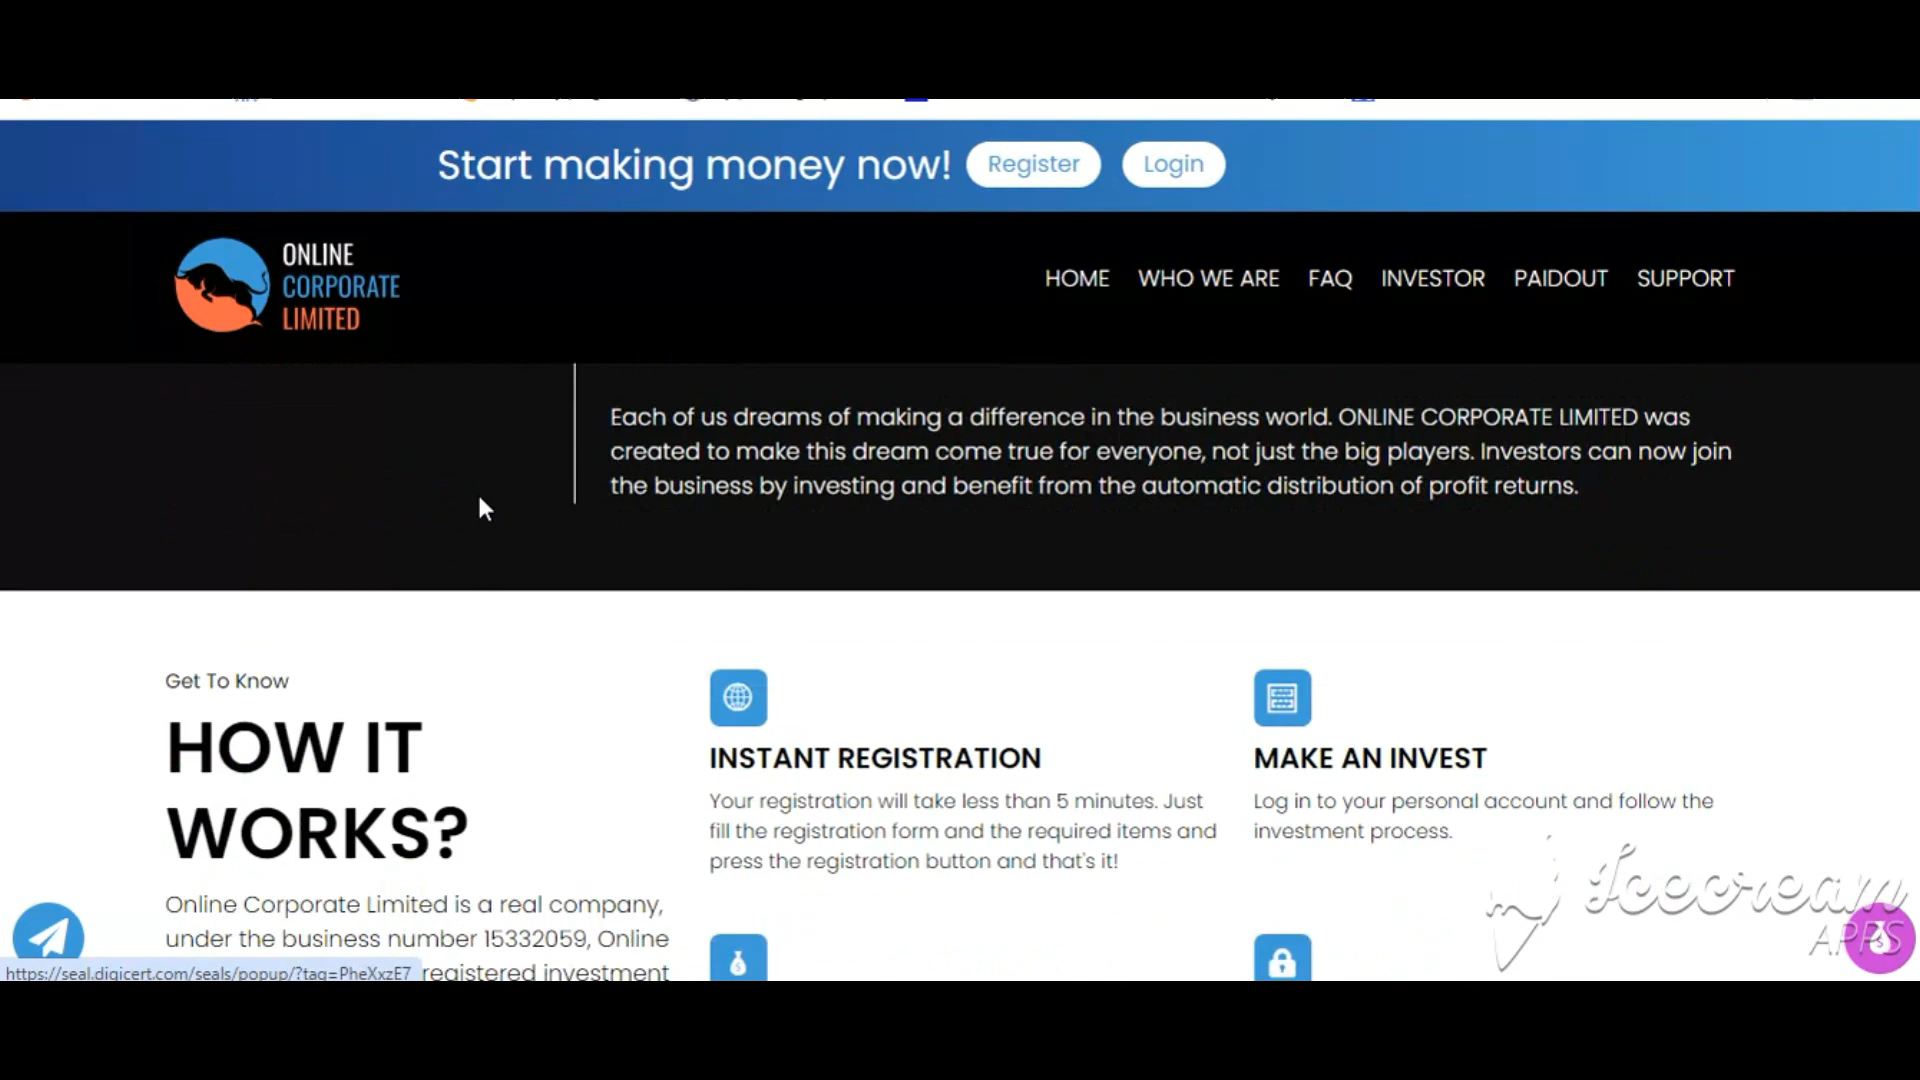 Start making money now! Register Login
ONLINE
CORPORATE
LIMITED
HOME WHO WE ARE FAQ INVESTOR PAIDOUT SUPPORT
Each of us dreams of making a difference in the business world. ONLINE CORPORATE LIMITED was
created to make this dream come true for everyone, not just the big players. Investors can now join
the business by investing and benefit from the automatic distribution of profit returns.
Get To Know
HOW IT
WORKS?
Online Corporate Limited is a real company,
under the business number 15332059, Online
registered investment
INSTANT REGISTRATION
Your registration will take less than 5 minutes. Just
fill the registration form and the required items and
press the registration button and that's it!
MAKE AN INVEST
Log in to your personal account and follow the
investment process.
Icecream
APPS
https://seal.digicert.com/seals/popup/?tag=PheXxzE7